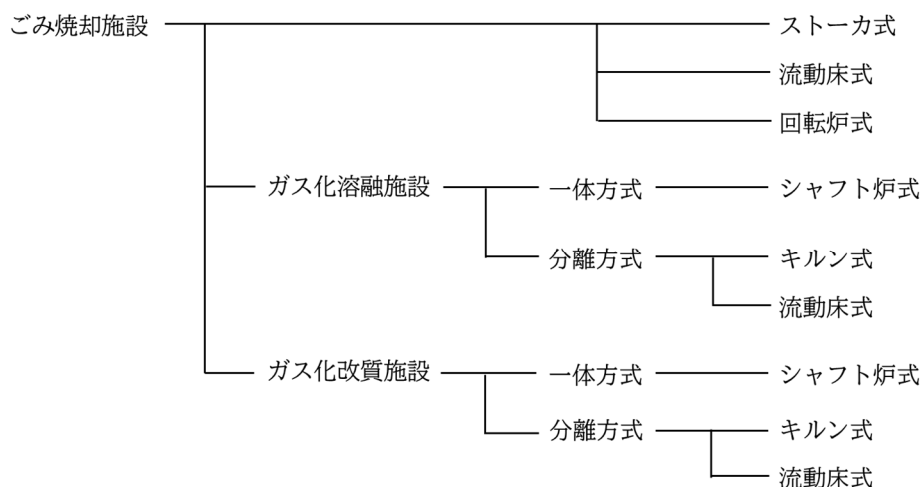 ごみ焼却施設 ストーカ式
流動床式
回転炉式
ガス化溶融施設 一体方式 シャフト炉式
分離方式 キルン式
流動床式
ガス化改質施設 一体方式 シャフト炉式
分離方式 キルン式
流動床式